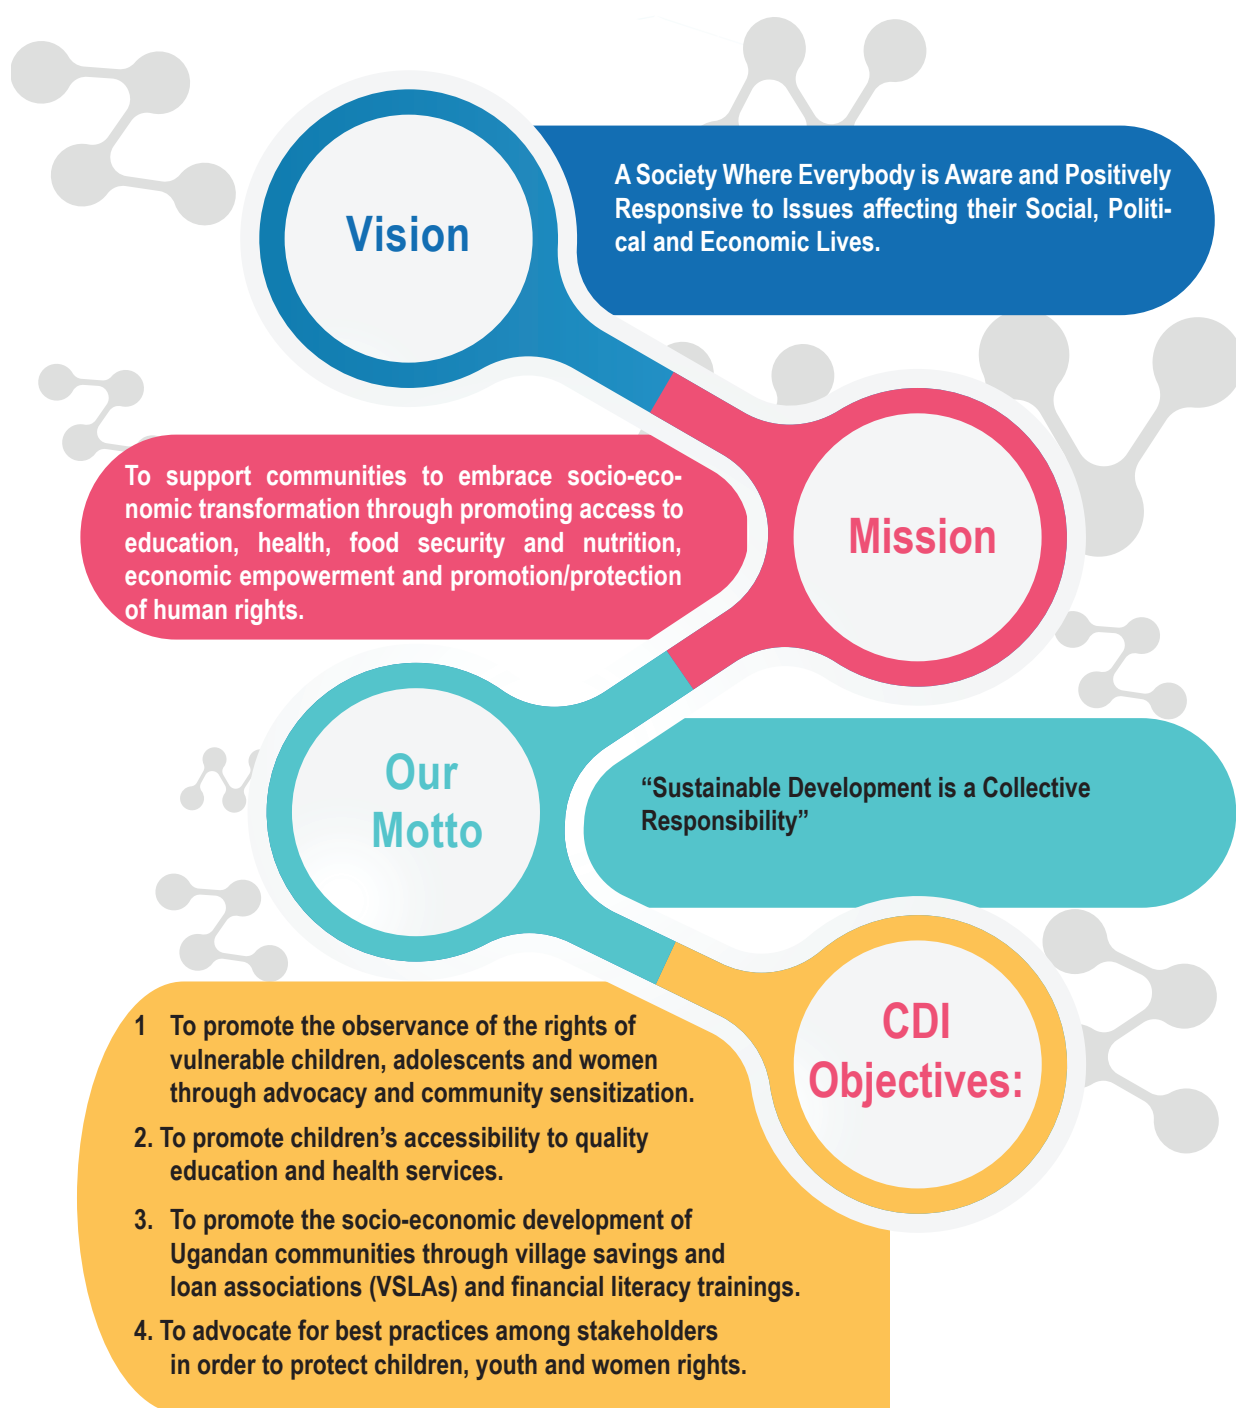 Vision
A Society Where Everybody is Aware and Positively
Responsive to Issues affecting their Social, Politi-
cal and Economic Lives.
Mission
To support communities to embrace socio-eco-
nomic transformation through promoting access to
education, health, food security and nutrition,
economic empowerment and promotion/protection
of human rights.
Our
Motto
“Sustainable Development is a Collective
Responsibility”
CDI
Objectives:
1 To promote the observance of the rights of
vulnerable children, adolescents and women
through advocacy and community sensitization.
2. To promote children’s accessibility to quality
education and health services.
3. To promote the socio-economic development of
Ugandan communities through village savings and
loan associations (VSLAs) and financial literacy trainings.
4. To advocate for best practices among stakeholders
in order to protect children, youth and women rights.